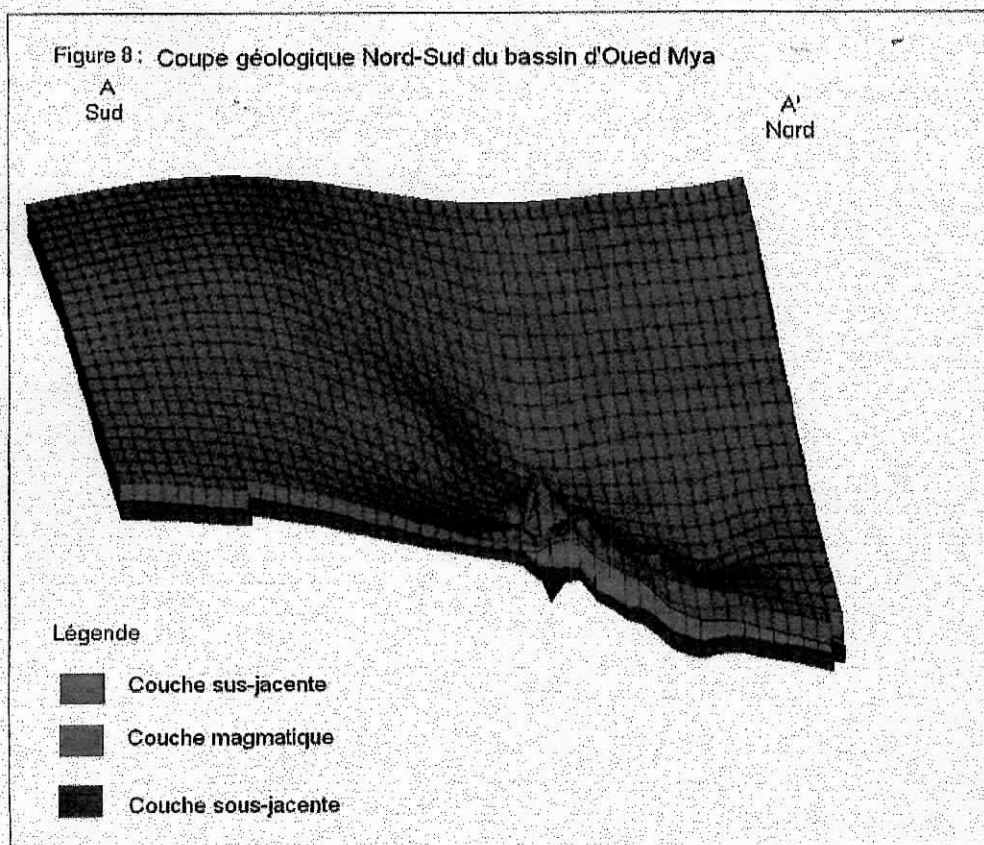 Figure 8 : Coupe géologique Nord-Sud du bassin d'Oued Mya
A
Sud
A'
Nord
Légende
Couche sus-jacente
Couche magmatique
Couche sous-jacente